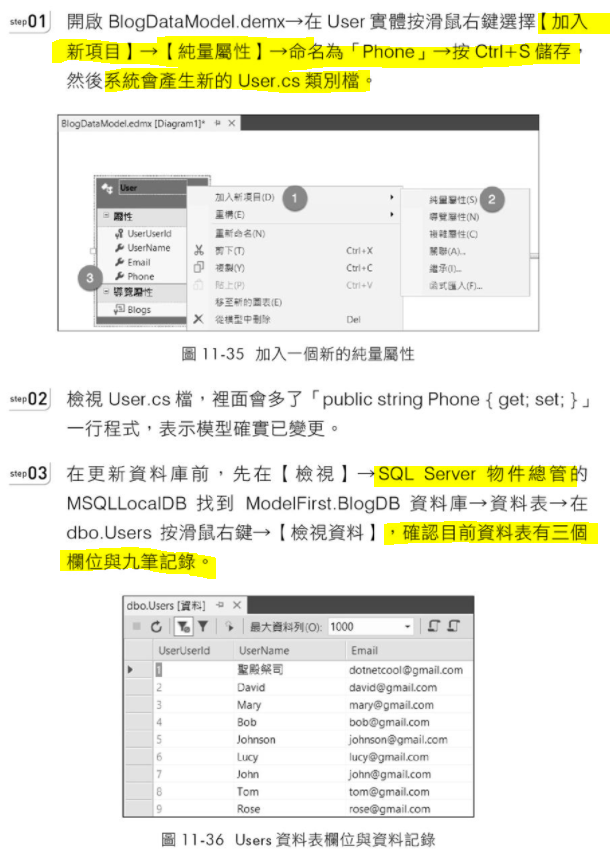 step01 開啟 BlogDataModel.demx→在 User 實體按滑鼠右鍵選擇【加入
新項目】→【純量屬性】→命名為「Phone」→按 Ctrl+S 儲存，
然後系統會產生新的 User.cs 類別檔。
BlogDataModel.edmx [Diagram1]*
User
屬性
UserUserId
UserName
Email
Phone
導覽屬性
Blogs
3
加入新項目(D)
1
重構(E)
重新命名(N)
剪下(T) Ctrl+X
複製(Y) Ctrl+C
貼上(P) Ctrl+V
移至新的圖表(E)
從模型中刪除 Del
純量屬性(S)
2
導覽屬性(N)
複雜屬性(C)
關聯(A)...
繼承(I)...
函式匯入(F)...
圖 11-35 加入一個新的純量屬性
step02 檢視 User.cs 檔，裡面會多了「public string Phone { get; set; }」
一行程式，表示模型確實已變更。
step03 在更新資料庫前，先在【檢視】→SQL Server 物件總管的
MSQLLocalDB 找到 ModelFirst.BlogDB 資料庫→資料表→在
dbo.Users 按滑鼠右鍵→【檢視資料】，確認目前資料表有三個
欄位與九筆記錄。
dbo.Users [資料]
最大資料列(O): 1000
UserUserId UserName Email
1 聖殿祭司 dotnetcool@gmail.com
2 David david@gmail.com
3 Mary mary@gmail.com
4 Bob bob@gmail.com
5 Johnson johnson@gmail.com
6 Lucy lucy@gmail.com
7 John john@gmail.com
8 Tom tom@gmail.com
9 Rose rose@gmail.com
圖 11-36 Users 資料表欄位與資料記錄